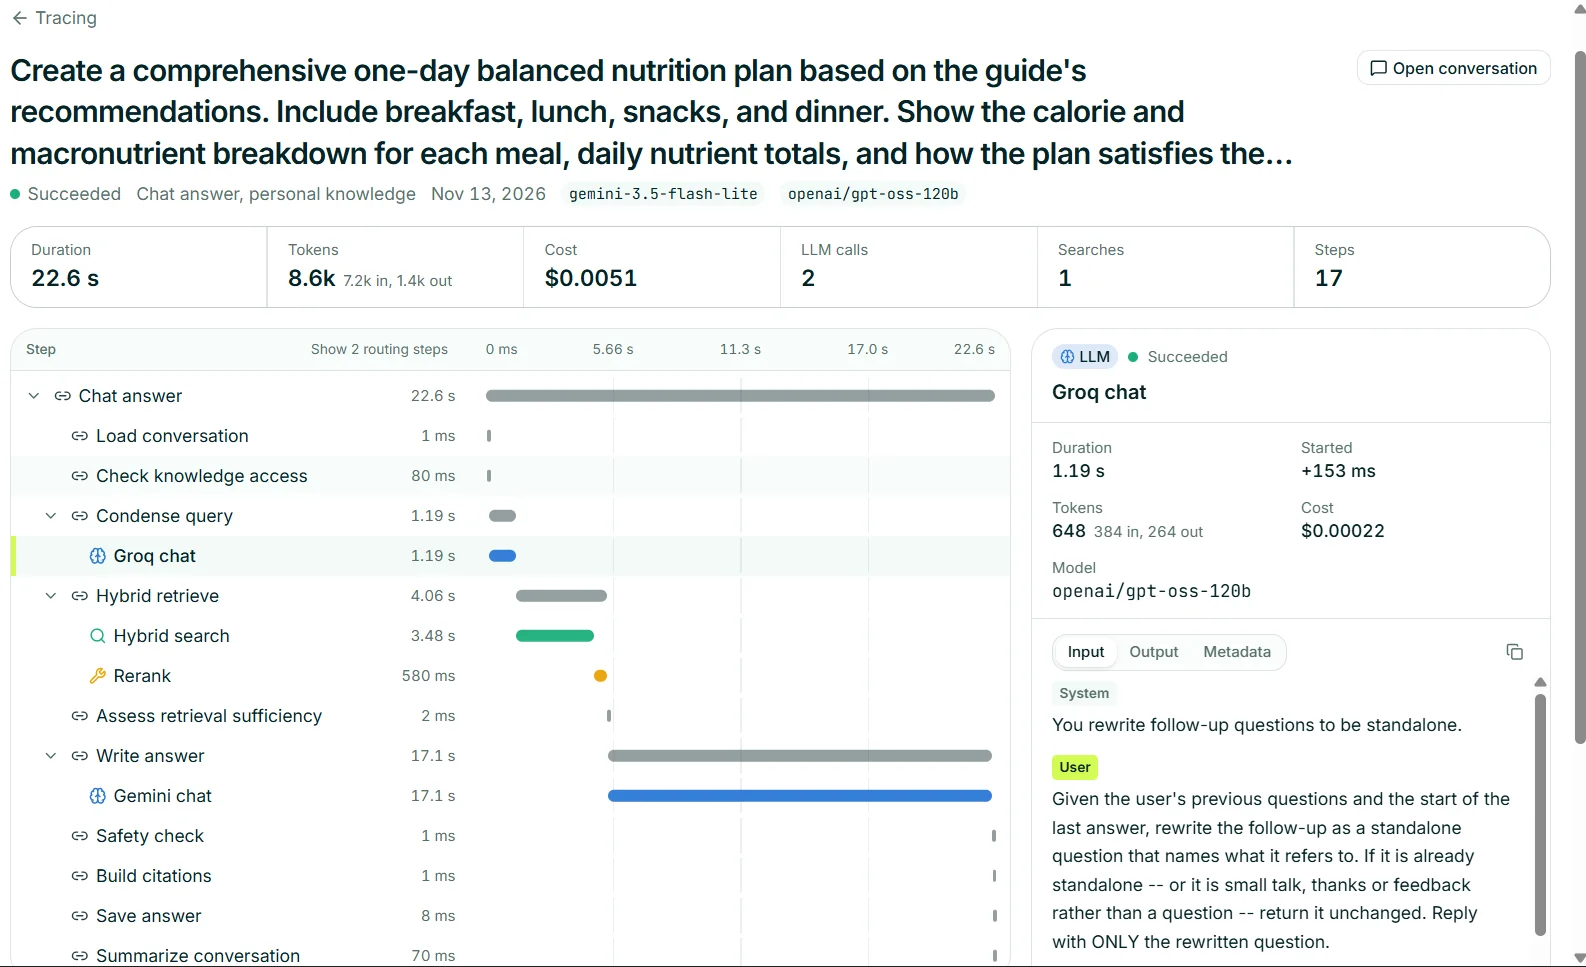 Tracing
Create a comprehensive one-day balanced nutrition plan based on the guide's
recommendations. Include breakfast, lunch, snacks, and dinner. Show the calorie and
macronutrient breakdown for each meal, daily nutrient totals, and how the plan satisfies the...
Open conversation
Succeeded Chat answer, personal knowledge Nov 13, 2026 gemini-3.5-flash-lite openai/gpt-oss-120b
Duration
22.6 s
Tokens
8.6k 7.2k in, 1.4k out
Cost
$0.0051
LLM calls
2
Searches
1
Steps
17
Step Show 2 routing steps 0 ms 5.66 s 11.3 s 17.0 s 22.6 s
Chat answer 22.6 s
Load conversation 1 ms
Check knowledge access 80 ms
Condense query 1.19 s
Groq chat 1.19 s
Hybrid retrieve 4.06 s
Hybrid search 3.48 s
Rerank 580 ms
Assess retrieval sufficiency 2 ms
Write answer 17.1 s
Gemini chat 17.1 s
Safety check 1 ms
Build citations 1 ms
Save answer 8 ms
Summarize conversation 70 ms
LLM Succeeded
Groq chat
Duration
1.19 s
Started
+153 ms
Tokens
648 384 in, 264 out
Cost
$0.00022
Model
openai/gpt-oss-120b
Input Output Metadata
System
You rewrite follow-up questions to be standalone.
User
Given the user's previous questions and the start of the
last answer, rewrite the follow-up as a standalone
question that names what it refers to. If it is already
standalone -- or it is small talk, thanks or feedback
rather than a question -- return it unchanged. Reply
with ONLY the rewritten question.